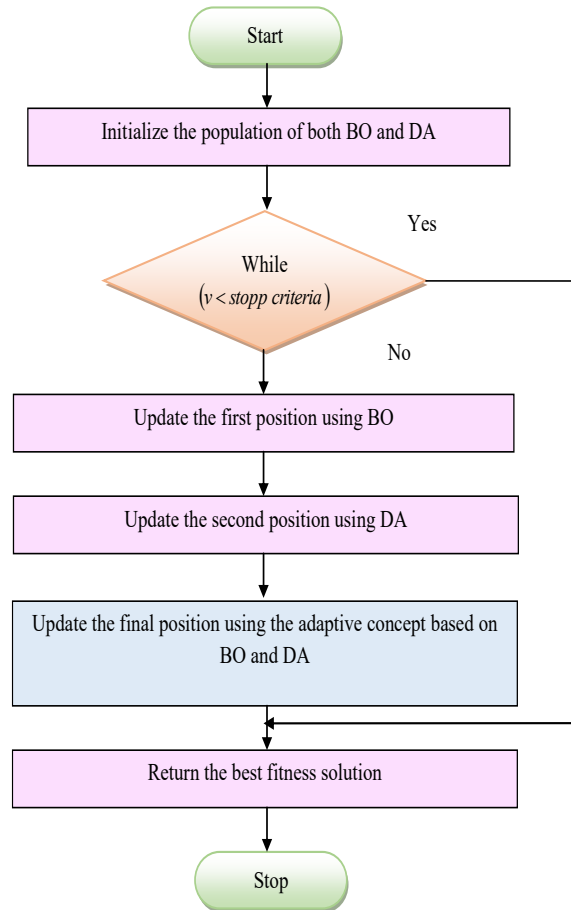 Start
Initialize the population of both BO and DA
Yes
While
(v < stopp criteria)
No
Update the first position using BO
Update the second position using DA
Update the final position using the adaptive concept based on
BO and DA
Return the best fitness solution
Stop